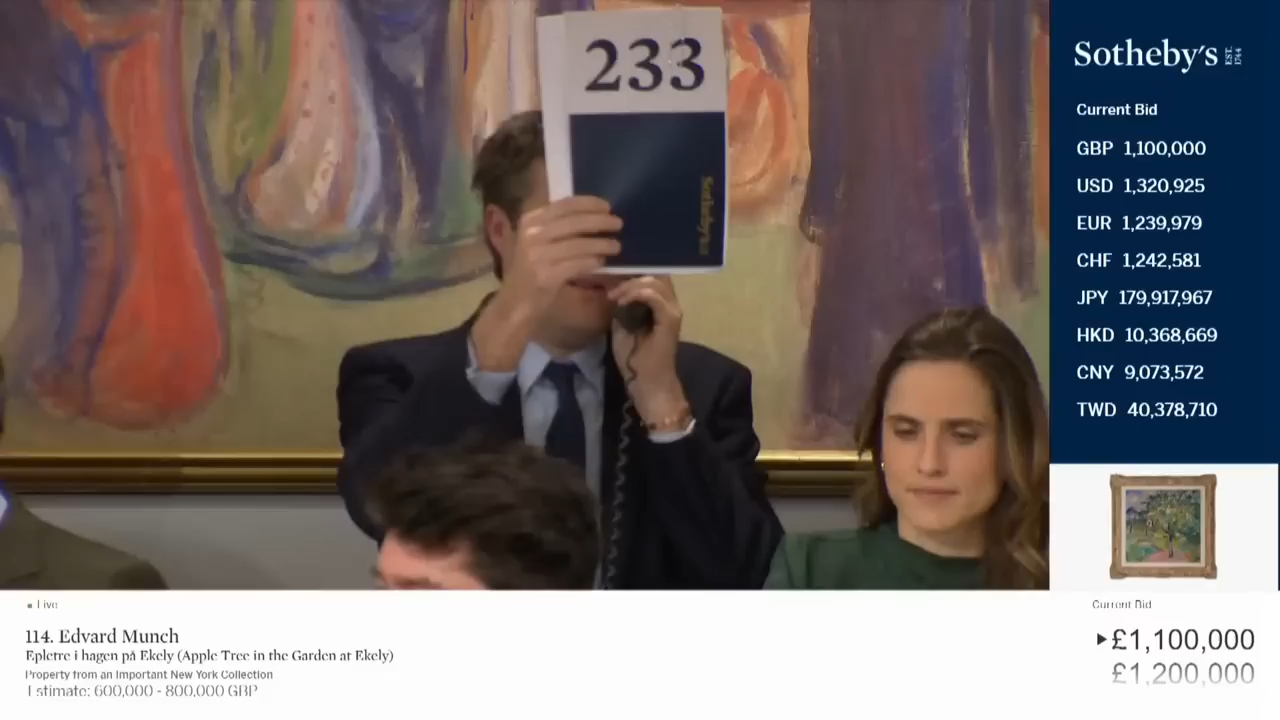 233
Sotheby's
Sotheby's EST. 1744
Current Bid
GBP 1,100,000
USD 1,320,925
EUR 1,239,979
CHF 1,242,581
JPY 179,917,967
HKD 10,368,669
CNY 9,073,572
TWD 40,378,710
Live
114. Edvard Munch
Epletre i hagen på Ekely (Apple Tree in the Garden at Ekely)
Property from an Important New York Collection
Estimate: 600,000 - 800,000 GBP
Current Bid
£1,100,000
£1,200,000